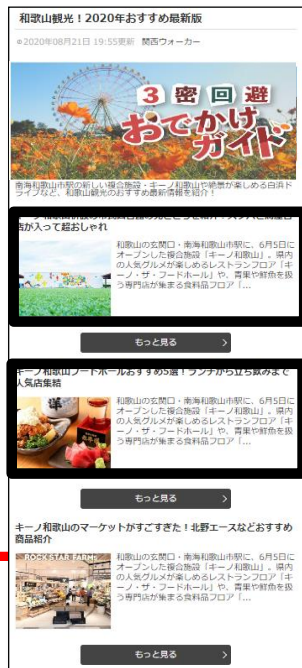 和歌山観光！2020年おすすめ最新版
2020年08月21日 19:55更新　関西ウォーカー
3密回避
おでかけ
ガイド
南海和歌山市駅の新しい複合施設・キーノ和歌山や絶景が楽しめる白浜ド
ライブなど、和歌山観光のおすすめ最新情報を紹介！
店が入って超おしゃれ
和歌山の玄関口・南海和歌山市駅に、6月5日に
オープンした複合施設「キーノ和歌山」。県内
の人気グルメが楽しめるレストランフロア「キ
ーノ・ザ・フードホール」や、青果や鮮魚を扱
う専門店が集まる食料品フロア「...
もっと見る
キーノ和歌山フードホールおすすめ5選！ランチから立ち飲みまで
人気店集結
和歌山の玄関口・南海和歌山市駅に、6月5日に
オープンした複合施設「キーノ和歌山」。県内
の人気グルメが楽しめるレストランフロア「キ
ーノ・ザ・フードホール」や、青果や鮮魚を扱
う専門店が集まる食料品フロア「...
もっと見る
キーノ和歌山のマーケットがすごすぎた！北野エースなどおすすめ
商品紹介
ROCKSTAR FARMS
和歌山の玄関口・南海和歌山市駅に、6月5日に
オープンした複合施設「キーノ和歌山」。県内
の人気グルメが楽しめるレストランフロア「キ
ーノ・ザ・フードホール」や、青果や鮮魚を扱
う専門店が集まる食料品フロア「...
もっと見る